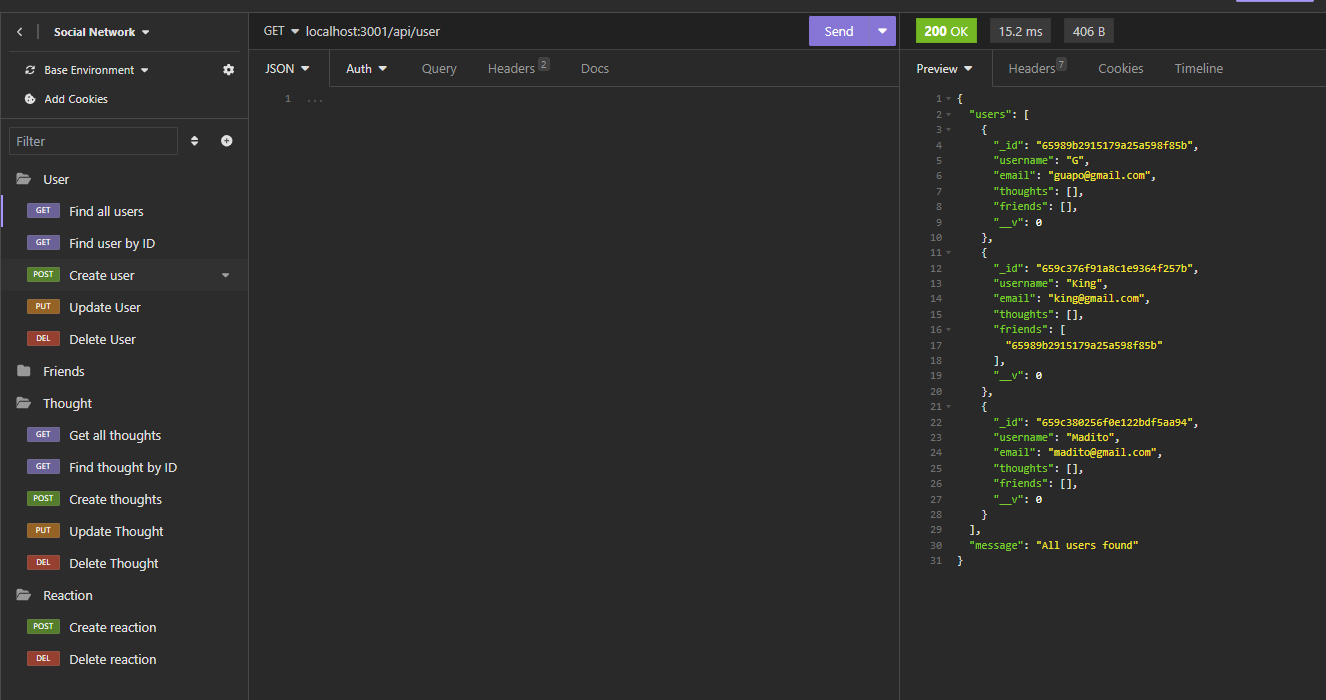 Social Network
Base Environment
Add Cookies
Filter
User
GET Find all users
GET Find user by ID
POST Create user
PUT Update User
DEL Delete User
Friends
Thought
GET Get all thoughts
GET Find thought by ID
POST Create thoughts
PUT Update Thought
DEL Delete Thought
Reaction
POST Create reaction
DEL Delete reaction
GET localhost:3001/api/user Send
JSON Auth Query Headers 2 Docs
1 ...
200 OK 15.2 ms 406 B
Preview Headers 7 Cookies Timeline
1 {
2 "users": [
3 {
4 "_id": "65989b2915179a25a598f85b",
5 "username": "G",
6 "email": "guapo@gmail.com",
7 "thoughts": [],
8 "friends": [],
9 "__v": 0
10 },
11 {
12 "_id": "659c376f91a8c1e9364f257b",
13 "username": "King",
14 "email": "king@gmail.com",
15 "thoughts": [],
16 "friends": [
17 "65989b2915179a25a598f85b"
18 ],
19 "__v": 0
20 },
21 {
22 "_id": "659c380256f0e122bdf5aa94",
23 "username": "Madito",
24 "email": "madito@gmail.com",
25 "thoughts": [],
26 "friends": [],
27 "__v": 0
28 }
29 ],
30 "message": "All users found"
31 }